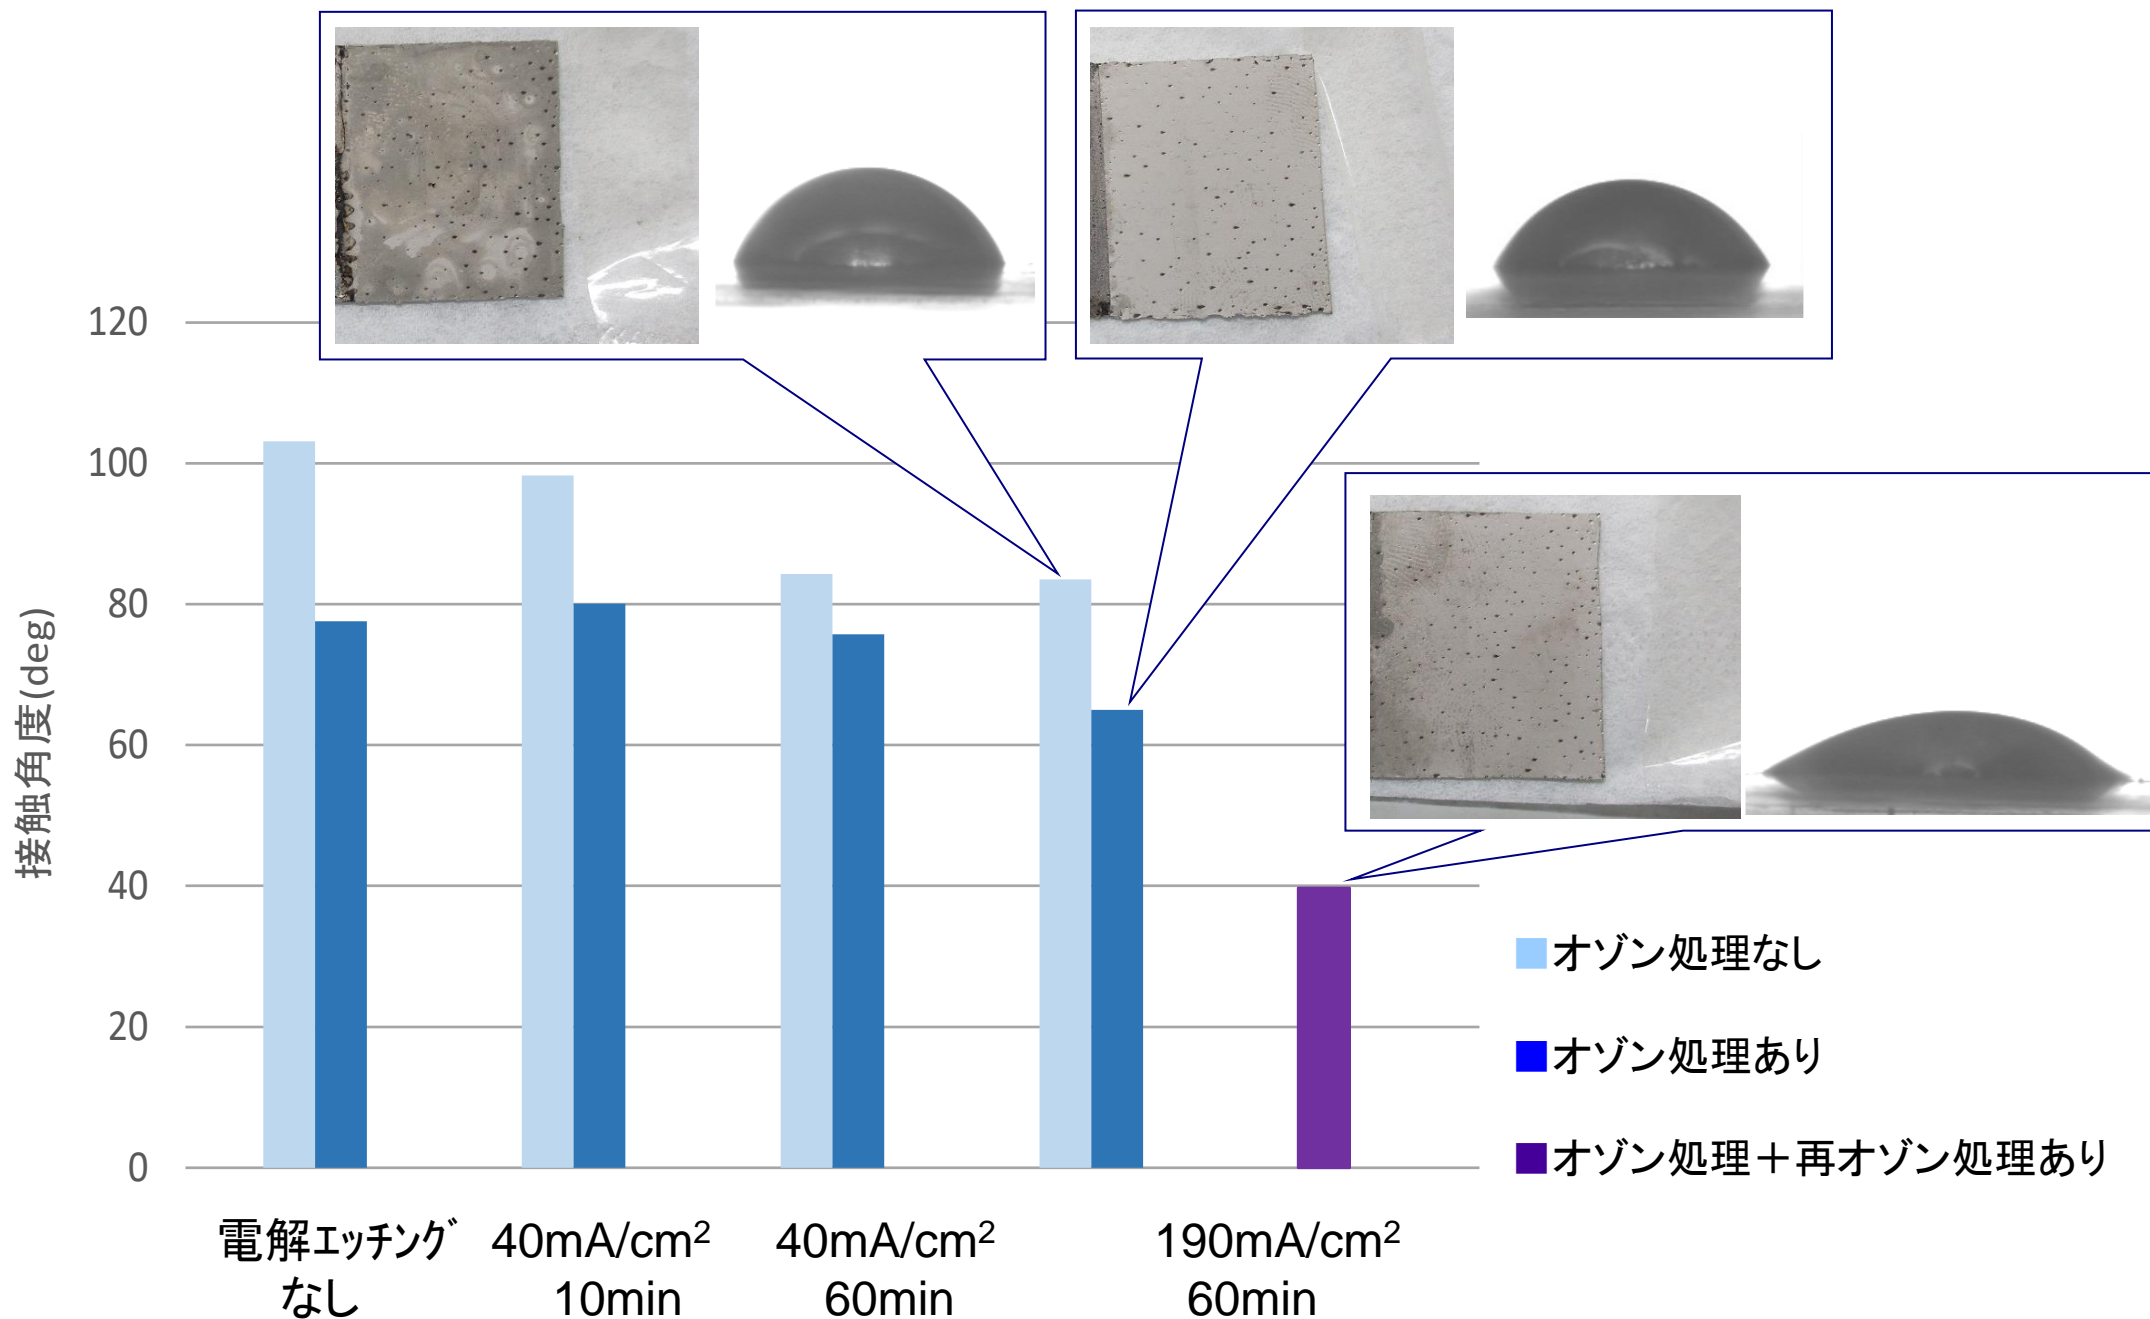 120
100
80
60
40
20
0
接触角度(deg)
電解ｴｯﾁﾝｸﾞ
なし
40mA/cm²
10min
40mA/cm²
60min
190mA/cm²
60min
オゾン処理なし
オゾン処理あり
オゾン処理＋再オゾン処理あり